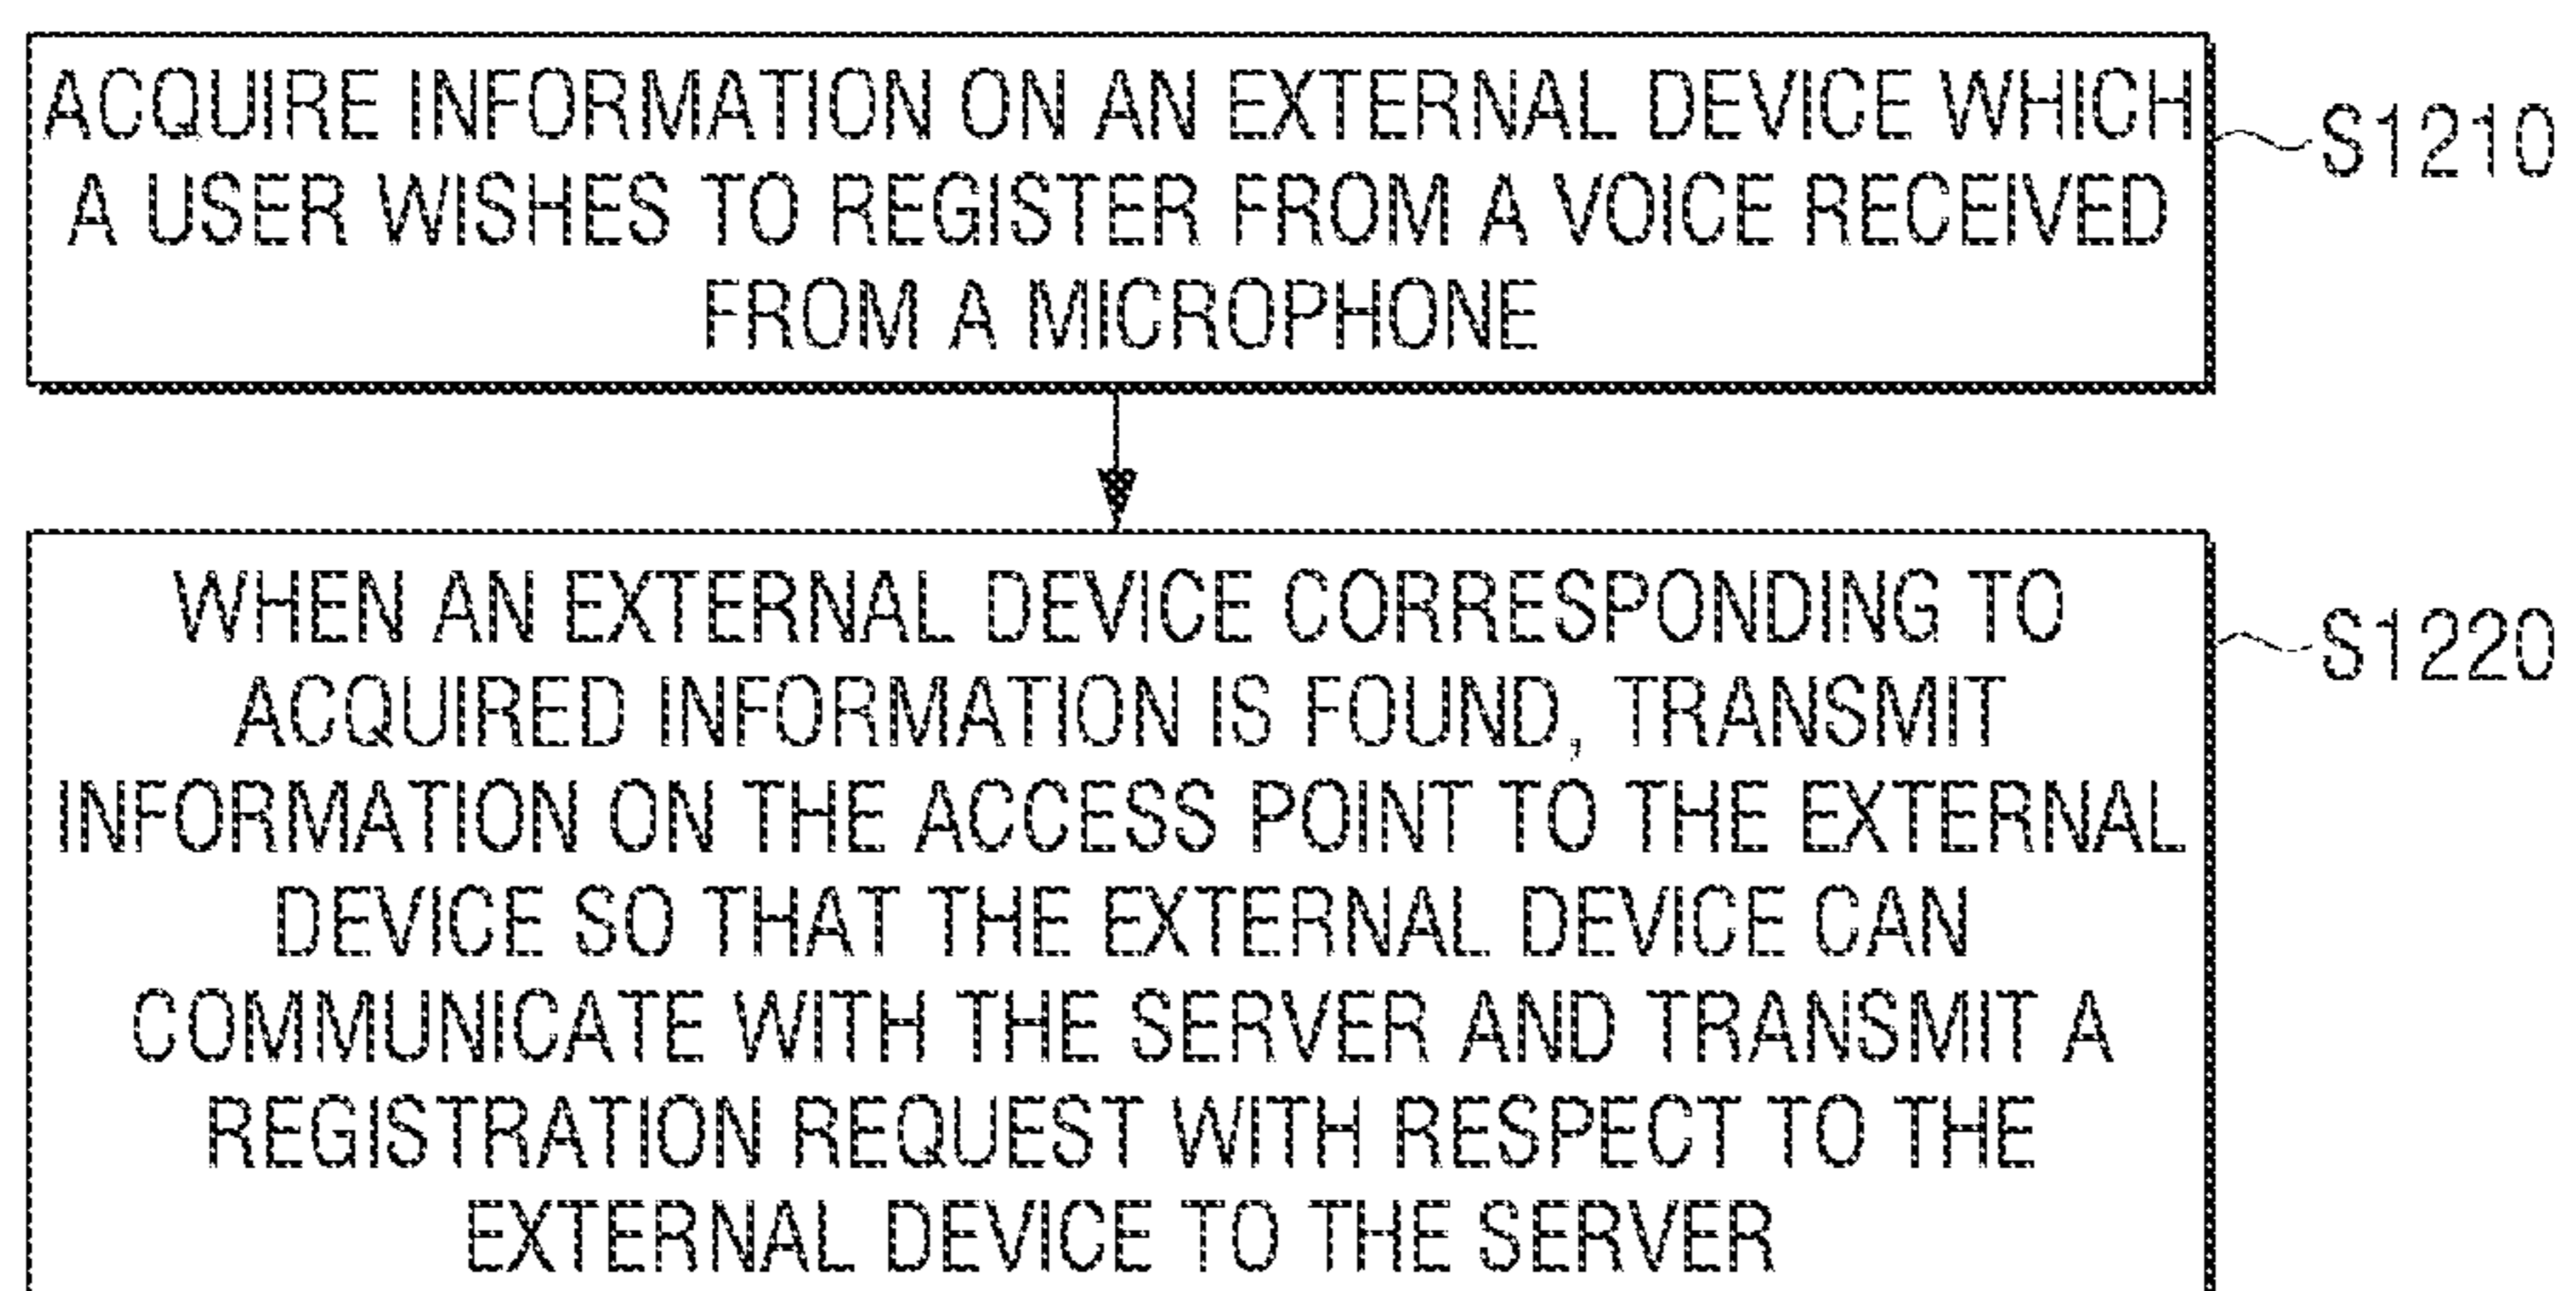 ACQUIRE INFORMATION ON AN EXTERNAL DEVICE WHICH
A USER WISHES TO REGISTER FROM A VOICE RECEIVED
FROM A MICROPHONE
S1210
WHEN AN EXTERNAL DEVICE CORRESPONDING TO
ACQUIRED INFORMATION IS FOUND, TRANSMIT
INFORMATION ON THE ACCESS POINT TO THE EXTERNAL
DEVICE SO THAT THE EXTERNAL DEVICE CAN
COMMUNICATE WITH THE SERVER AND TRANSMIT A
REGISTRATION REQUEST WITH RESPECT TO THE
EXTERNAL DEVICE TO THE SERVER
S1220